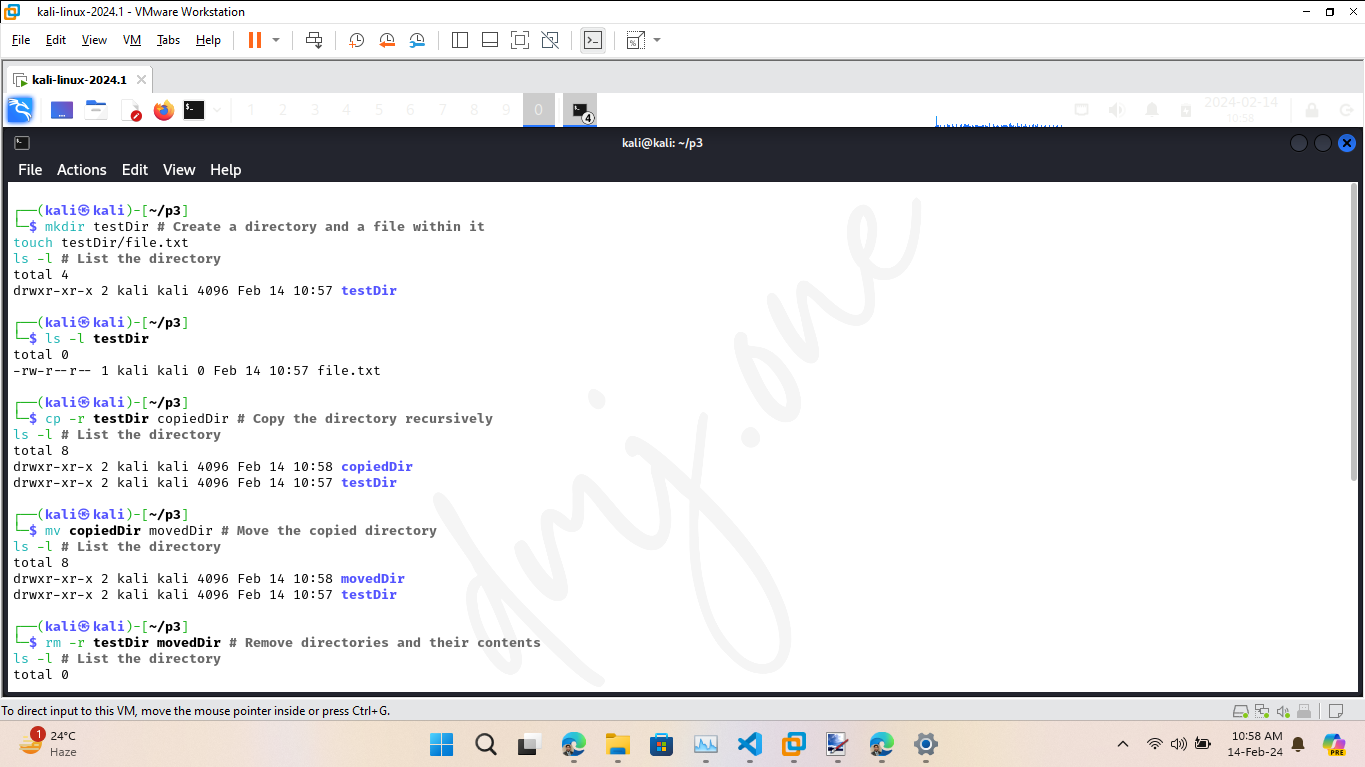 kali-linux-2024.1 - VMware Workstation
File Edit View VM Tabs Help
kali-linux-2024.1
1 2 3 4 5 6 7 8 9 0 4 2024-02-14
10:58
kali@kali: ~/p3
File Actions Edit View Help
┌──(kali㉿kali)-[~/p3]
└─$ mkdir testDir # Create a directory and a file within it
touch testDir/file.txt
ls -l # List the directory
total 4
drwxr-xr-x 2 kali kali 4096 Feb 14 10:57 testDir
┌──(kali㉿kali)-[~/p3]
└─$ ls -l testDir
total 0
-rw-r--r-- 1 kali kali 0 Feb 14 10:57 file.txt
┌──(kali㉿kali)-[~/p3]
└─$ cp -r testDir copiedDir # Copy the directory recursively
ls -l # List the directory
total 8
drwxr-xr-x 2 kali kali 4096 Feb 14 10:58 copiedDir
drwxr-xr-x 2 kali kali 4096 Feb 14 10:57 testDir
┌──(kali㉿kali)-[~/p3]
└─$ mv copiedDir movedDir # Move the copied directory
ls -l # List the directory
total 8
drwxr-xr-x 2 kali kali 4096 Feb 14 10:58 movedDir
drwxr-xr-x 2 kali kali 4096 Feb 14 10:57 testDir
┌──(kali㉿kali)-[~/p3]
└─$ rm -r testDir movedDir # Remove directories and their contents
ls -l # List the directory
total 0
dmj.one
To direct input to this VM, move the mouse pointer inside or press Ctrl+G.
1 24°C
Haze
10:58 AM
14-Feb-24
PRE